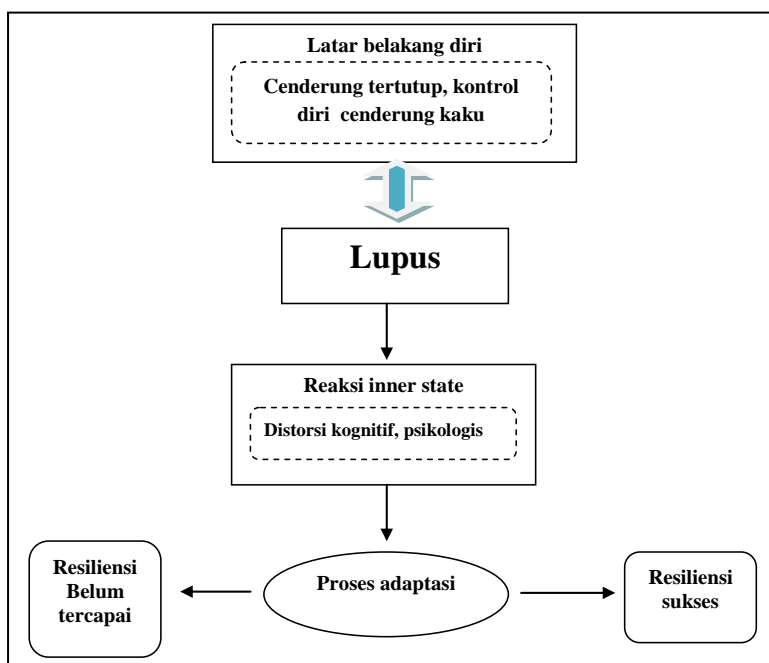 Latar belakang diri
Cenderung tertutup, kontrol
diri cenderung kaku
Lupus
Reaksi inner state
Distorsi kognitif, psikologis
Resiliensi
Belum
tercapai
Proses adaptasi
Resiliensi
sukses